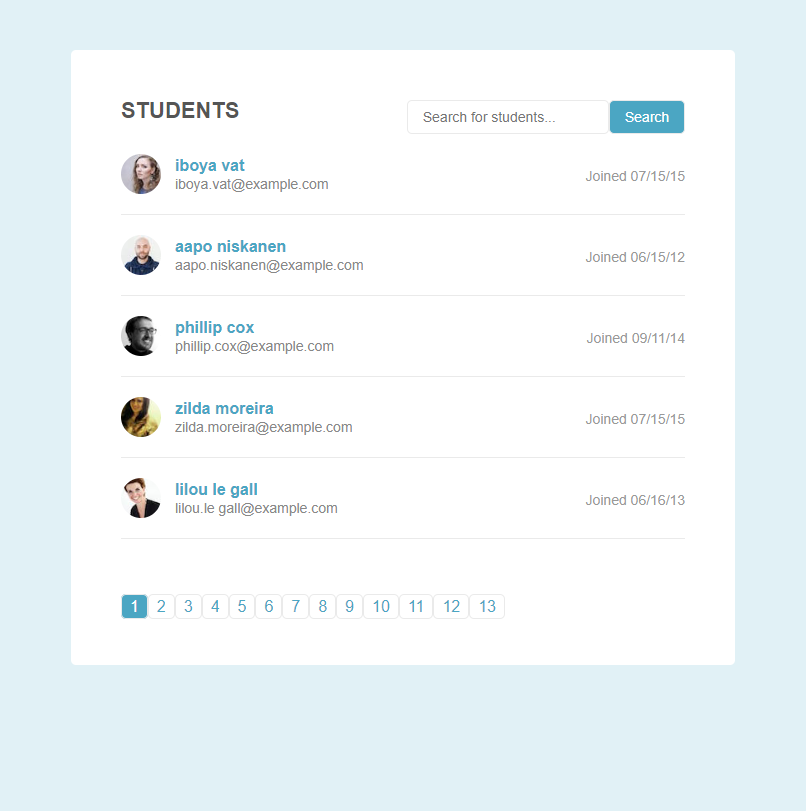 STUDENTS
Search for students...
Search
iboya vat
iboya.vat@example.com
Joined 07/15/15
aapo niskanen
aapo.niskanen@example.com
Joined 06/15/12
phillip cox
phillip.cox@example.com
Joined 09/11/14
zilda moreira
zilda.moreira@example.com
Joined 07/15/15
lilou le gall
lilou.le gall@example.com
Joined 06/16/13
1 2 3 4 5 6 7 8 9 10 11 12 13